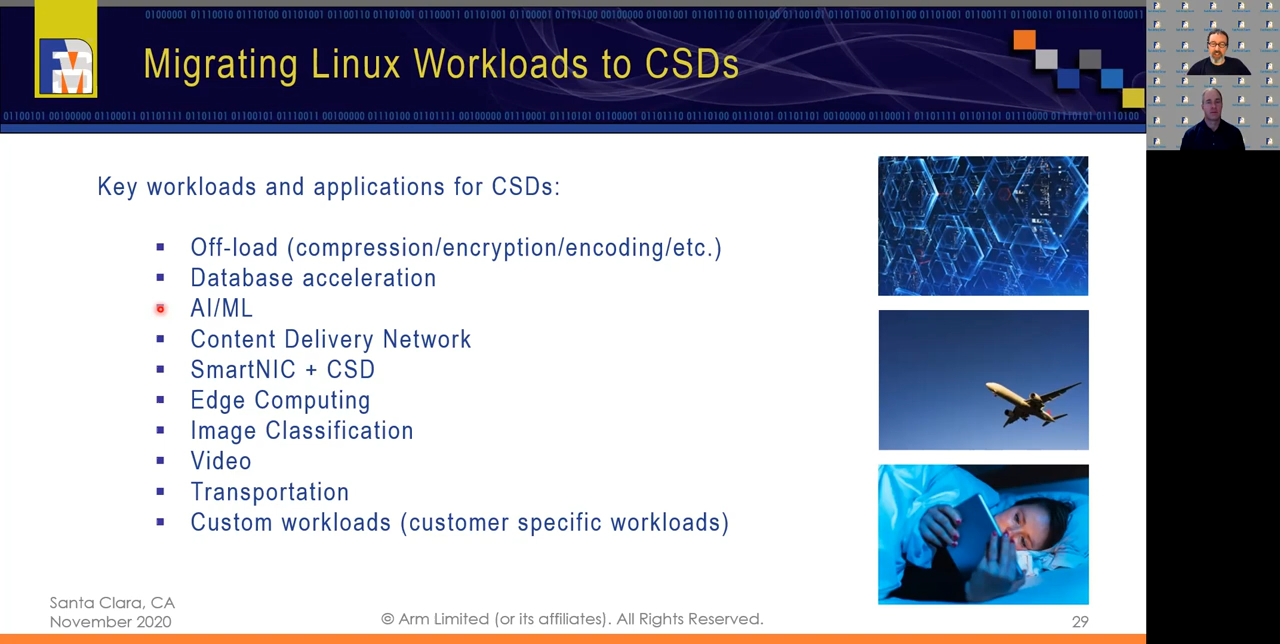 Migrating Linux Workloads to CSDs
Key workloads and applications for CSDs:
Off-load (compression/encryption/encoding/etc.)
Database acceleration
AI/ML
Content Delivery Network
SmartNIC + CSD
Edge Computing
Image Classification
Video
Transportation
Custom workloads (customer specific workloads)
Santa Clara, CA
November 2020
© Arm Limited (or its affiliates). All Rights Reserved.
29